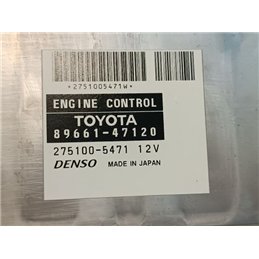 *2751005471W*
ENGINE CONTROL
TOYOTA
89661-47120
275100-5471 12V
DENSO MADE IN JAPAN